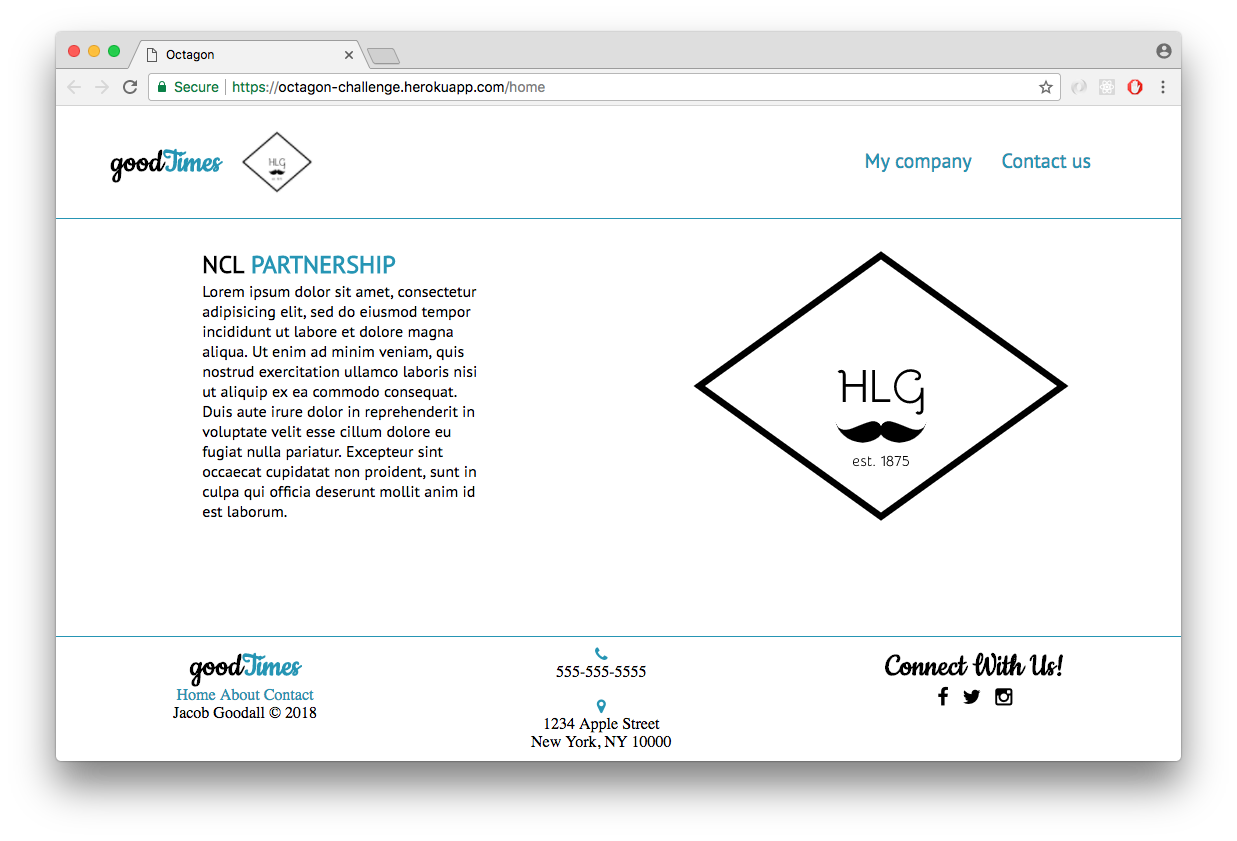 Octagon
Secure https://octagon-challenge.herokuapp.com/home
goodTimes
HLG
My company Contact us
NCL PARTNERSHIP
Lorem ipsum dolor sit amet, consectetur
adipisicing elit, sed do eiusmod tempor
incididunt ut labore et dolore magna
aliqua. Ut enim ad minim veniam, quis
nostrud exercitation ullamco laboris nisi
ut aliquip ex ea commodo consequat.
Duis aute irure dolor in reprehenderit in
voluptate velit esse cillum dolore eu
fugiat nulla pariatur. Excepteur sint
occaecat cupidatat non proident, sunt in
culpa qui officia deserunt mollit anim id
est laborum.
HLG
est. 1875
goodTimes
Home About Contact
Jacob Goodall © 2018
555-555-5555
1234 Apple Street
New York, NY 10000
Connect With Us!